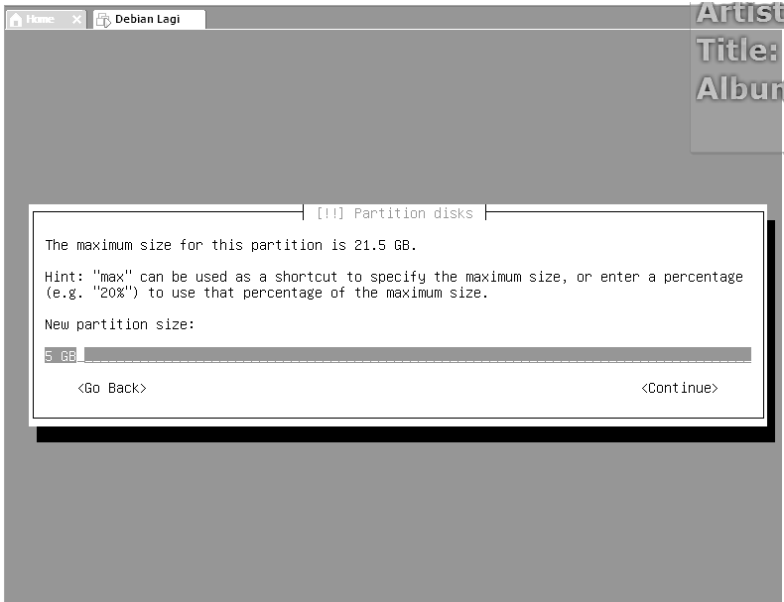 Home
Debian Lagi
Artist
Title:
Album
[!!] Partition disks
The maximum size for this partition is 21.5 GB.
Hint: "max" can be used as a shortcut to specify the maximum size, or enter a percentage
(e.g. "20%") to use that percentage of the maximum size.
New partition size:
5 GB
<Go Back>
<Continue>